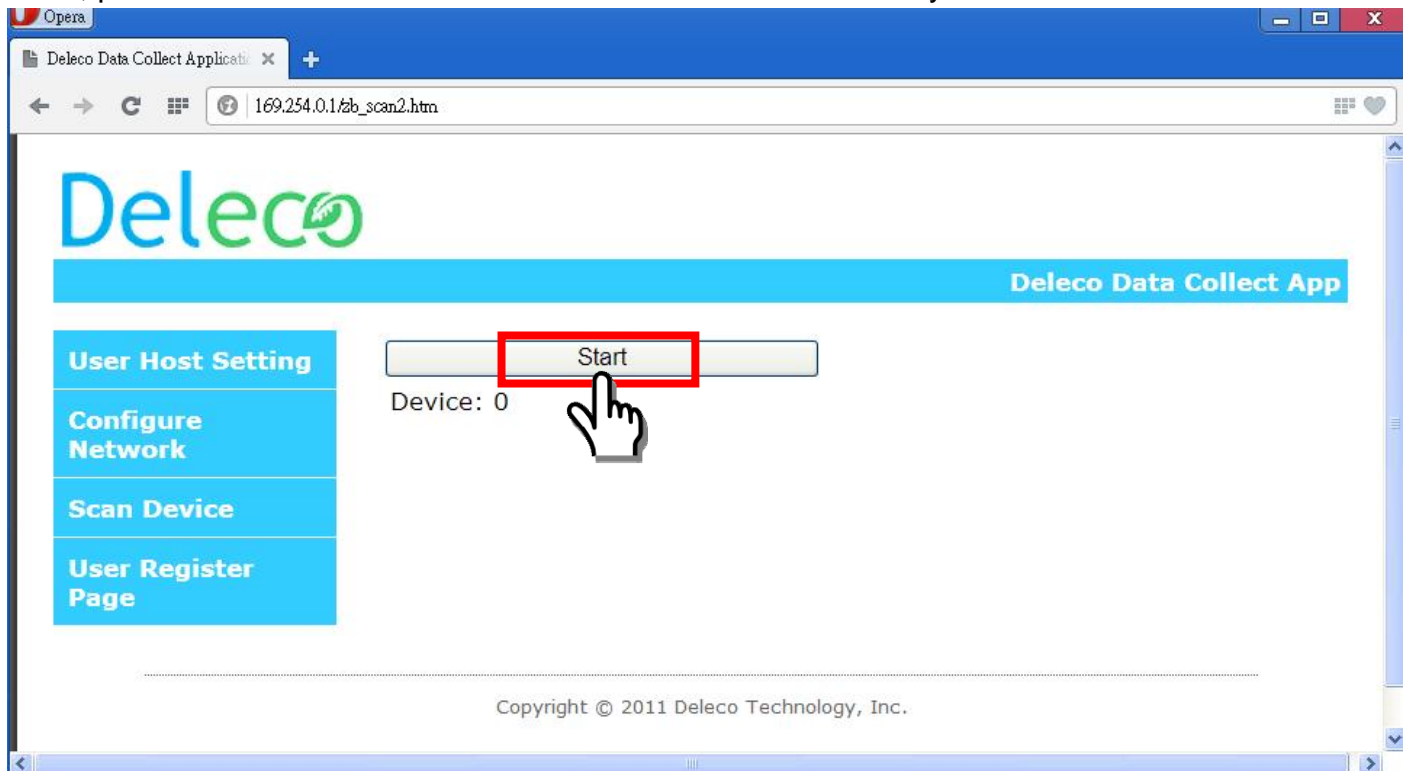 Opera
Deleco Data Collect Applicati
169.254.0.1/zb_scan2.htm
Deleco
Deleco Data Collect App
User Host Setting
Start
Device: 0
Configure
Network
Scan Device
User Register
Page
Copyright © 2011 Deleco Technology, Inc.